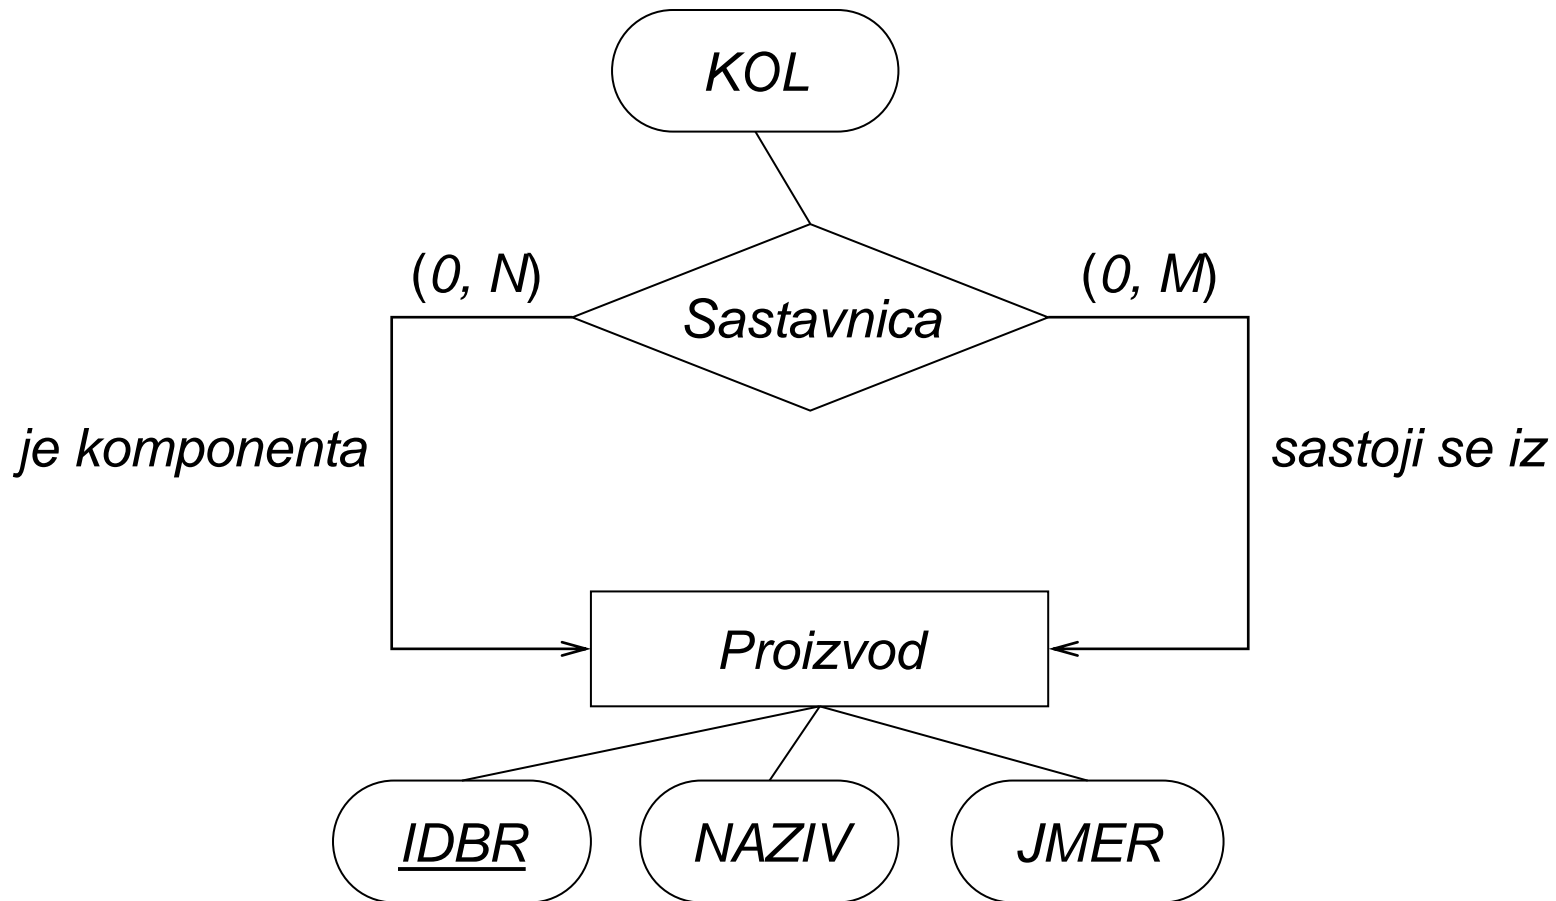 KOL
(0, N)
Sastavnica
(0, M)
je komponenta
sastoji se iz
Proizvod
IDBR
NAZIV
JMER